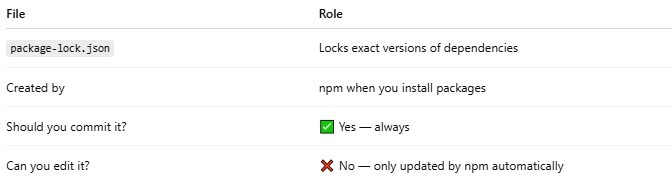 File Role
package-lock.json Locks exact versions of dependencies
Created by npm when you install packages
Should you commit it? ✅ Yes — always
Can you edit it? ❌ No — only updated by npm automatically